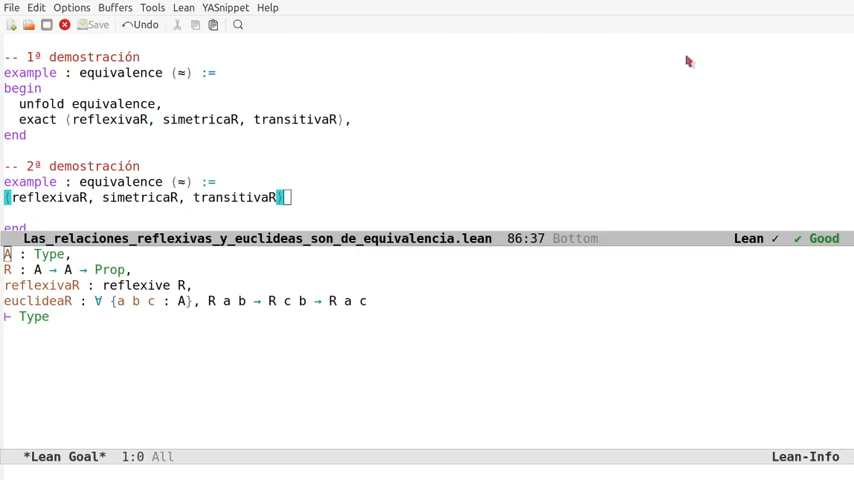 File Edit Options Buffers Tools Lean YASnippet Help
Save Undo
-- 1ª demostración
example : equivalence (≈) :=
begin
unfold equivalence,
exact ⟨reflexivaR, simetricaR, transitivaR⟩,
end
-- 2ª demostración
example : equivalence (≈) :=
⟨reflexivaR, simetricaR, transitivaR⟩
end
Las_relaciones_reflexivas_y_euclideas_son_de_equivalencia.lean 86:37 Bottom Lean ✓ ✔ Good
A : Type,
R : A → A → Prop,
reflexivaR : reflexive R,
euclideaR : ∀ {a b c : A}, R a b → R c b → R a c
⊢ Type
*Lean Goal* 1:0 All Lean-Info